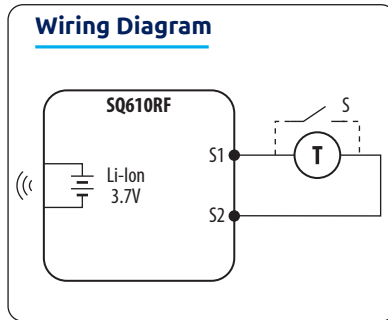 Wiring Diagram
SQ610RF
S
S1
T
Li-Ion
3.7V
S2